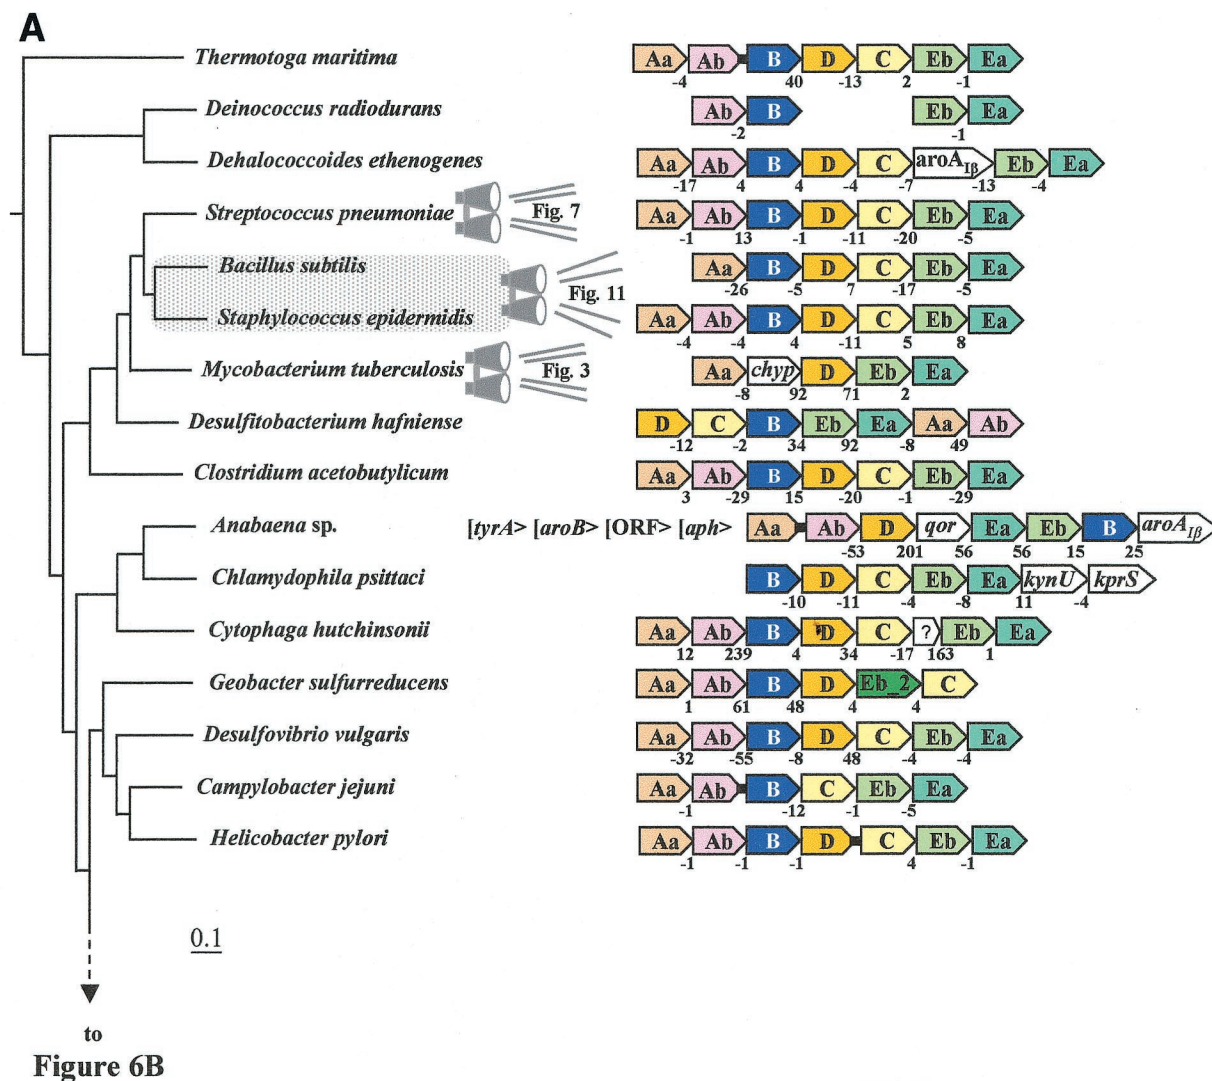 A
Thermotoga maritima Aa Ab B D C Eb Ea
-4 40 -13 2 -1
Deinococcus radiodurans Ab B Eb Ea
-2 -1
Dehalococcoides ethenogenes Aa Ab B D C aroA Iβ Eb Ea
-17 4 4 -4 -7 -13 -4
Streptococcus pneumoniae Fig. 7 Aa Ab B D C Eb Ea
-1 13 -1 -11 -20 -5
Bacillus subtilis Aa B D C Eb Ea
-26 -5 7 -17 -5
Fig. 11
Staphylococcus epidermidis Aa Ab B D C Eb Ea
-4 -4 4 -11 5 8
Mycobacterium tuberculosis Fig. 3 Aa chyp D Eb Ea
-8 92 71 2
Desulfitobacterium hafniense D C B Eb Ea Aa Ab
-12 -2 34 92 -8 49
Clostridium acetobutylicum Aa Ab B D C Eb Ea
3 -29 15 -20 -1 -29
Anabaena sp. [tyrA> [aroB> [ORF> [aph> Aa Ab D qor Ea Eb B aroA Iβ
-53 201 56 56 15 25
Chlamydophila psittaci B D C Eb Ea kynU kprS
-10 -11 -4 -8 11 -4
Cytophaga hutchinsonii Aa Ab B D C ? Eb Ea
12 239 4 34 -17 163 1
Geobacter sulfurreducens Aa Ab B D Eb_2 C
1 61 48 4 4
Desulfovibrio vulgaris Aa Ab B D C Eb Ea
-32 -55 -8 48 -4 -4
Campylobacter jejuni Aa Ab B C Eb Ea
-1 -12 -1 -5
Helicobacter pylori Aa Ab B D C Eb Ea
-1 -1 -1 4 -1
0.1
to
Figure 6B